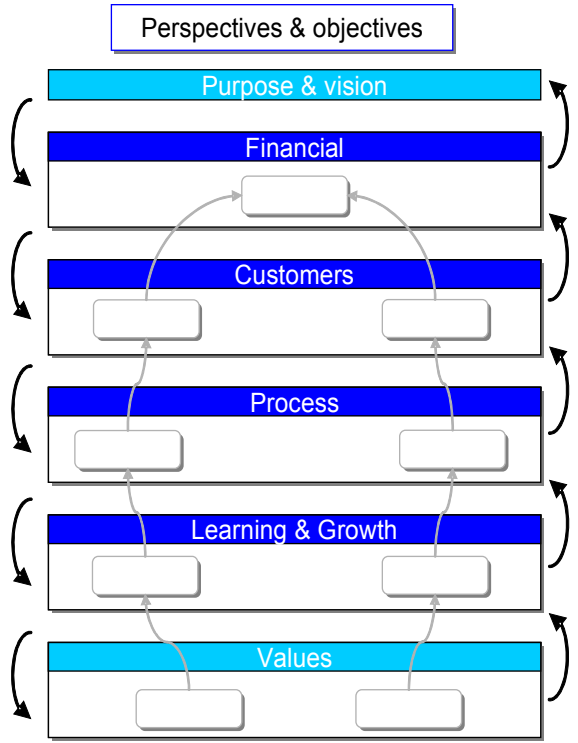 Perspectives & objectives
Purpose & vision
Financial
Customers
Process
Learning & Growth
Values